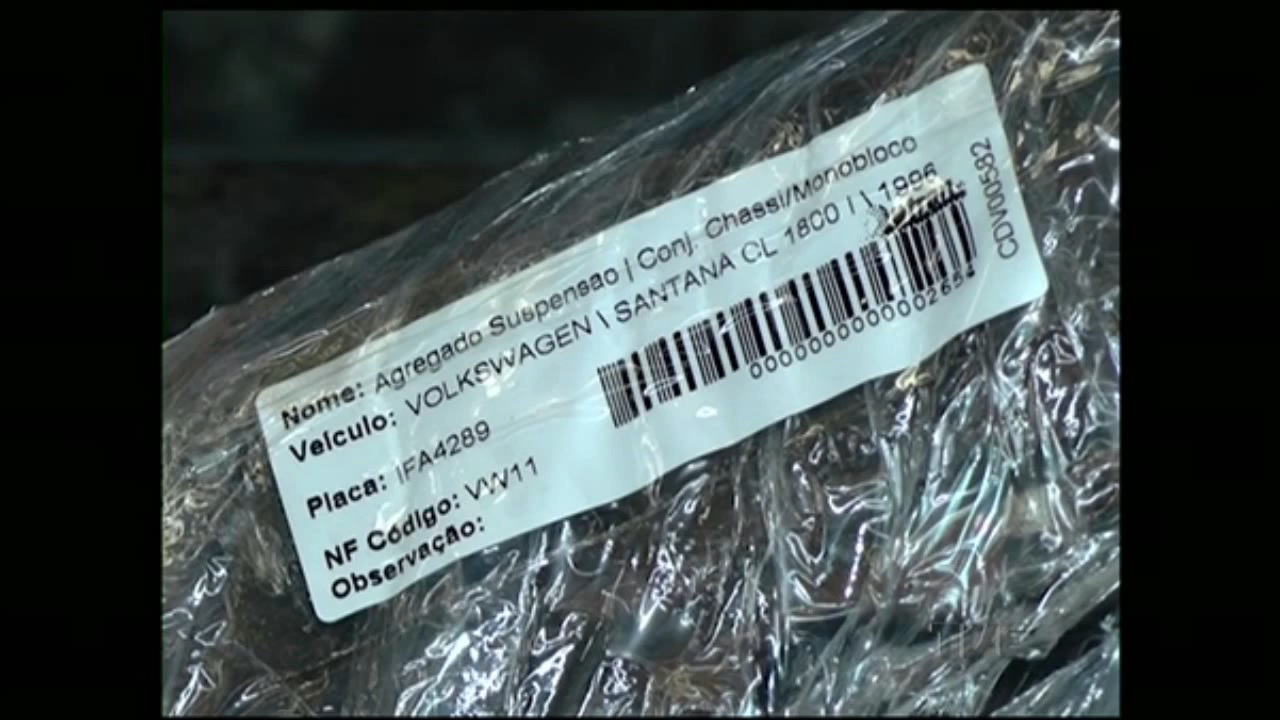 Nome: Agregado Suspensao | Conj. Chassi/Monobloco
Veículo: VOLKSWAGEN \ SANTANA CL 1800 I \ 1996
Placa: IFA4289
NF Código: VW11
Observação:
CDV00582